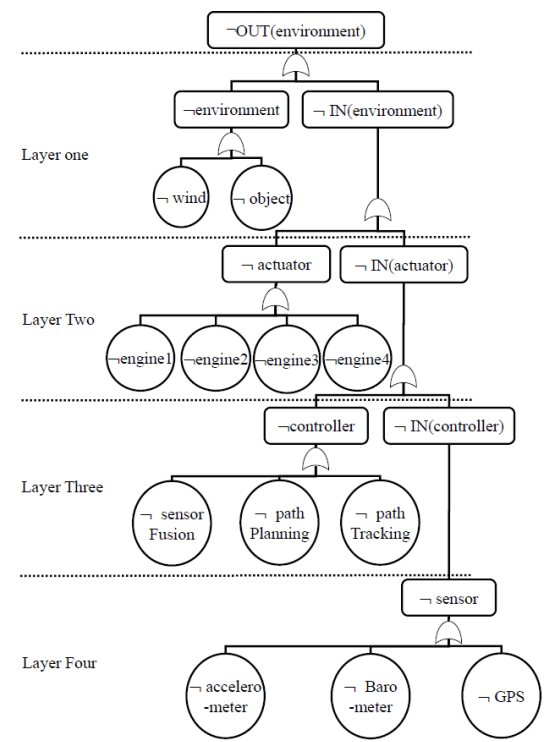 ¬OUT(environment)
¬environment
¬ IN(environment)
Layer one
¬ wind
¬ object
¬ actuator
¬ IN(actuator)
Layer Two
¬engine1
¬engine2
¬engine3
¬engine4
¬controller
¬ IN(controller)
Layer Three
¬ sensor
Fusion
¬ path
Planning
¬ path
Tracking
¬ sensor
Layer Four
¬ accelero
-meter
¬ Baro
-meter
¬ GPS